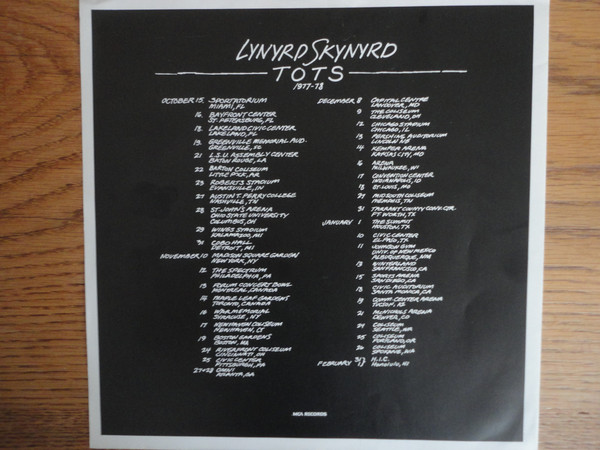 LYNYRD SKYNYRD
TOTS
1977-78
OCTOBER 15, SPORTATORIUM
MIAMI, FL
16 BAYFRONT CENTER
ST. PETERSBURG, FL
18 LAKELAND CIVIC CENTER
LAKELAND, FL
19 GREENVILLE MEMORIAL AUD.
GREENVILLE, SC
21 L.S.U. ASSEMBLY CENTER
BATON ROUGE, LA
22 BARTON COLISEUM
LITTLE ROCK, AR
23 ROBERTS STADIUM
EVANSVILLE, IN
27 AUSTIN T. PERRY COLLEGE
NASHVILLE, TN
28 ST. JOHN'S ARENA
OHIO STATE UNIVERSITY
COLUMBUS, OH
29 WINGS STADIUM
KALAMAZOO, MI
31 COBO HALL
DETROIT, MI
NOVEMBER 10 MADISON SQUARE GARDEN
NEW YORK, NY
12 THE SPECTRUM
PHILADELPHIA, PA
13 FORUM CONCERT BOWL
MONTREAL, CANADA
14 MAPLE LEAF GARDENS
TORONTO, CANADA
16 WAR MEMORIAL
SYRACUSE, NY
17 NEW HAVEN COLISEUM
NEW HAVEN, CT
19 BOSTON GARDENS
BOSTON, MA
24 RIVERFRONT COLISEUM
CINCINNATI, OH
25 CIVIC CENTER
PITTSBURGH, PA
27+28 OMNI
ATLANTA, GA
DECEMBER 8 CAPITAL CENTRE
LANDOVER, MD
9 THE COLISEUM
CLEVELAND, OH
12 CHICAGO STADIUM
CHICAGO, IL
13 PERSHING AUDITORIUM
LINCOLN, NE
14 KEMPER ARENA
KANSAS CITY, MO
16 ARENA
MILWAUKEE, WI
17 CONVENTION CENTER
INDIANAPOLIS, IN
18 ST LOUIS, MO
29 MID SOUTH COLISEUM
MEMPHIS, TN
31 TARRANT COUNTY CONV. CTR.
FT WORTH, TX
JANUARY 1 THE SUMMIT
HOUSTON, TX
10 CIVIC CENTER
EL PASO, TX
11 JOHNSON GYM
UNIV. OF NEW MEXICO
ALBUQUERQUE, NM
13 WINTERLAND
SAN FRANCISCO, CA
15 SPORTS ARENA
SAN DIEGO, CA
18 CIVIC AUDITORIUM
SANTA MONICA, CA
19 COMM. CENTER ARENA
TUCSON, AZ
21 MCNICHOLS ARENA
DENVER, CO
24 COLISEUM
SEATTLE, WA
25 COLISEUM
PORTLAND, OR
26 COLISEUM
SPOKANE, WA
FEBRUARY H.I.C.
Honolulu, HI
MCA RECORDS